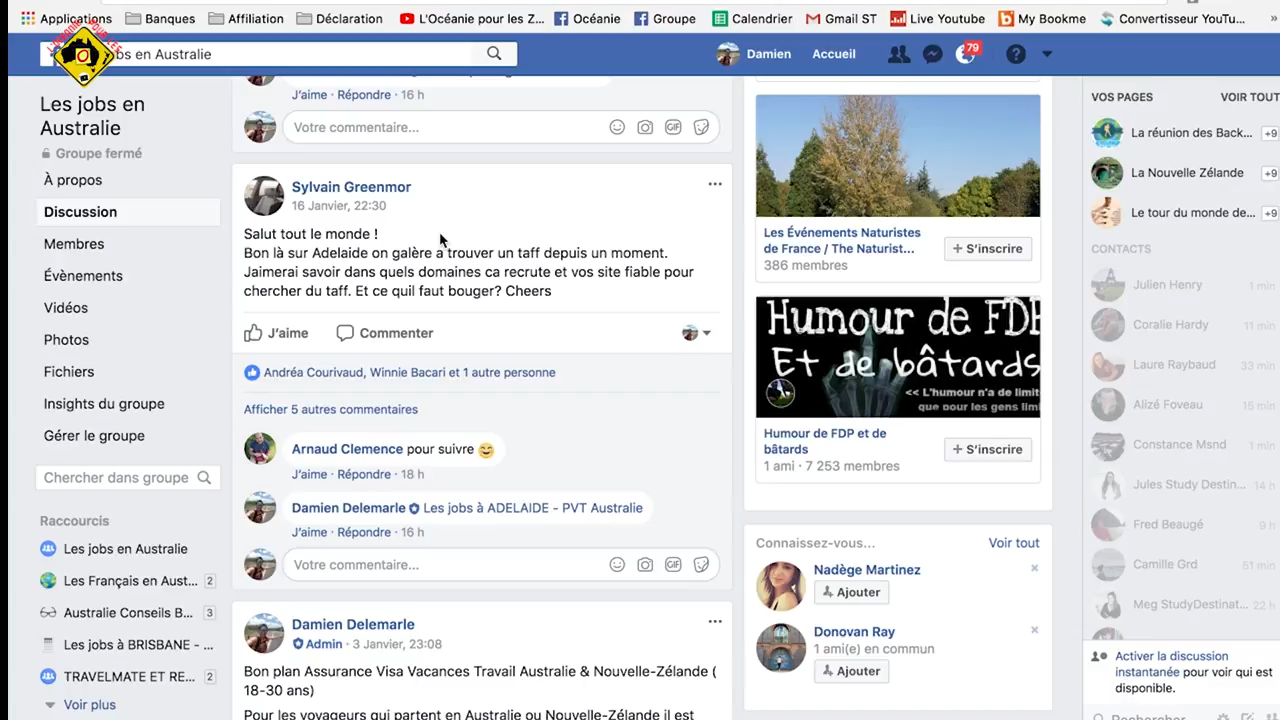 Applications Banques Affiliation Déclaration L'Océanie pour les Z... Océanie Groupe Calendrier Gmail ST Live Youtube My Bookme Convertisseur YouTu... »
bs en Australie
Damien Accueil 79
Les jobs en
Australie
Groupe fermé
À propos
Discussion
Membres
Évènements
Vidéos
Photos
Fichiers
Insights du groupe
Gérer le groupe
Chercher dans groupe
Raccourcis
Les jobs en Australie
Les Français en Aust... 2
Australie Conseils B... 3
Les jobs à BRISBANE - ...
TRAVELMATE ET RE... 2
Voir plus
J'aime · Répondre · 16 h
Votre commentaire... GIF
Sylvain Greenmor
16 Janvier, 22:30
Salut tout le monde !
Bon là sur Adelaide on galère a trouver un taff depuis un moment.
Jaimerai savoir dans quels domaines ca recrute et vos site fiable pour
chercher du taff. Et ce quil faut bouger? Cheers
J'aime Commenter
Andréa Courivaud, Winnie Bacari et 1 autre personne
Afficher 5 autres commentaires
Arnaud Clemence pour suivre
J'aime · Répondre · 18 h
Damien Delemarle Les jobs à ADELAIDE - PVT Australie
J'aime · Répondre · 16 h
Votre commentaire... GIF
Damien Delemarle
Admin · 3 Janvier, 23:08
Bon plan Assurance Visa Vacances Travail Australie & Nouvelle-Zélande (
18-30 ans)
Pour les voyageurs qui partent en Australie ou Nouvelle-Zélande il est
Les Événements Naturistes
de France / The Naturist...
386 membres
+ S'inscrire
Humour de FDP
Et de bâtards
<< L'humour n'a de limit
que pour les gens limi
Humour de FDP et de
bâtards
1 ami · 7 253 membres
+ S'inscrire
Connaissez-vous... Voir tout
Nadège Martinez
Ajouter
Donovan Ray
1 ami(e) en commun
Ajouter
VOS PAGES VOIR TOUT
La réunion des Back... +9
La Nouvelle Zélande +9
Le tour du monde de... +9
CONTACTS
Julien Henry 1 min
Coralie Hardy 11 min
Laure Raybaud 33 min
Alizé Foveau 15 min
Constance Msnd 1 min
Jules Study Destin... 14 h
Fred Beaugé 9 h
Camille Grd 51 min
Meg StudyDestinat... 22 h
Activer la discussion
instantanée pour voir qui est
disponible.
Rechercher